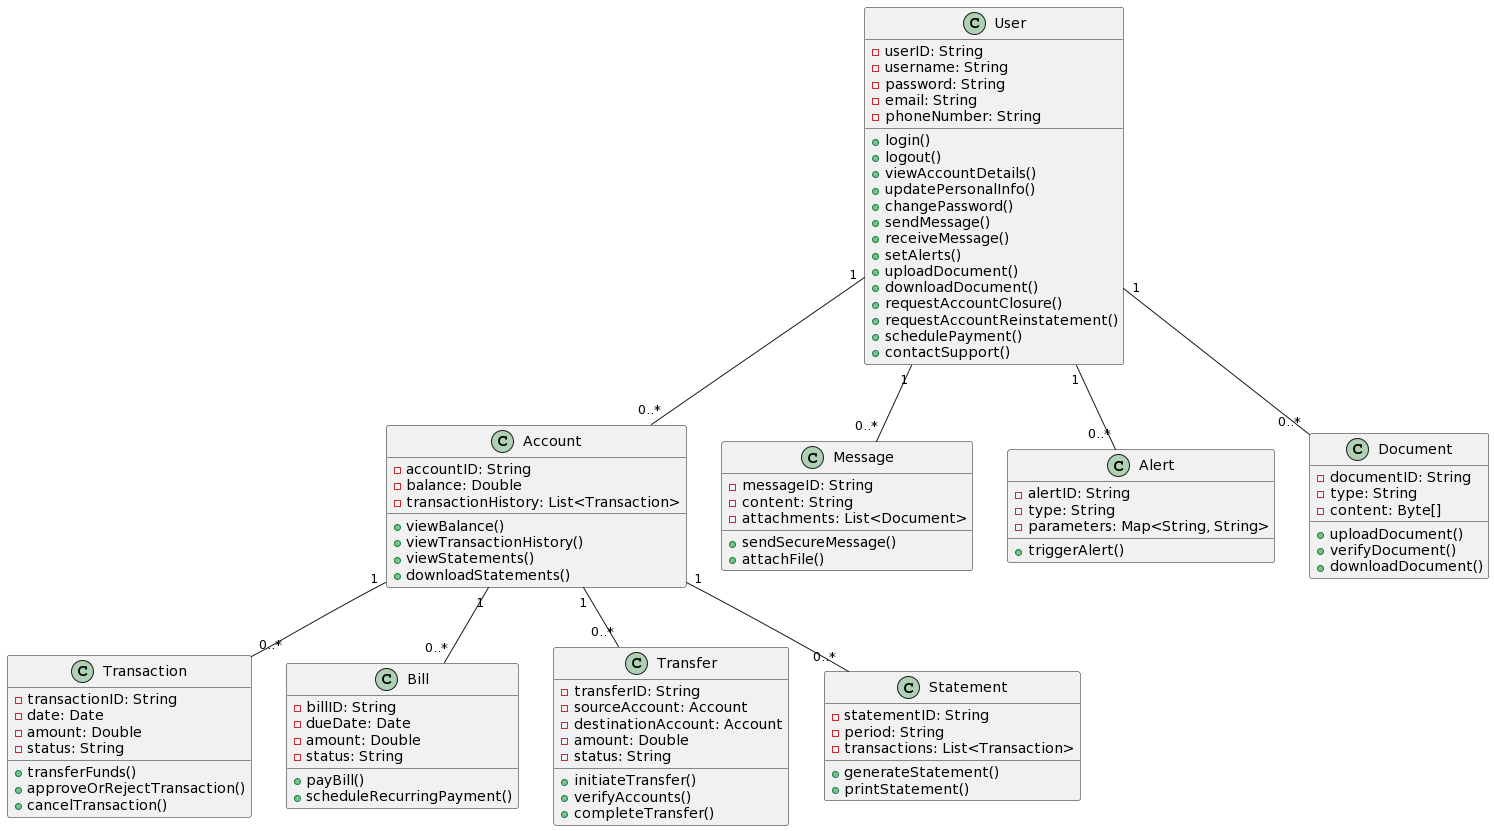 C User
userID: String
username: String
password: String
email: String
phoneNumber: String
login()
logout()
viewAccountDetails()
updatePersonalInfo()
changePassword()
sendMessage()
receiveMessage()
setAlerts()
uploadDocument()
downloadDocument()
requestAccountClosure()
requestAccountReinstatement()
schedulePayment()
contactSupport()
1
1
1
1
0..*
0..*
0..*
0..*
C Account
accountID: String
balance: Double
transactionHistory: List<Transaction>
viewBalance()
viewTransactionHistory()
viewStatements()
downloadStatements()
C Message
messageID: String
content: String
attachments: List<Document>
sendSecureMessage()
attachFile()
C Alert
alertID: String
type: String
parameters: Map<String, String>
triggerAlert()
C Document
documentID: String
type: String
content: Byte[]
uploadDocument()
verifyDocument()
downloadDocument()
1
1
1
1
0..*
0..*
0..*
0..*
C Transaction
transactionID: String
date: Date
amount: Double
status: String
transferFunds()
approveOrRejectTransaction()
cancelTransaction()
C Bill
billID: String
dueDate: Date
amount: Double
status: String
payBill()
scheduleRecurringPayment()
C Transfer
transferID: String
sourceAccount: Account
destinationAccount: Account
amount: Double
status: String
initiateTransfer()
verifyAccounts()
completeTransfer()
C Statement
statementID: String
period: String
transactions: List<Transaction>
generateStatement()
printStatement()